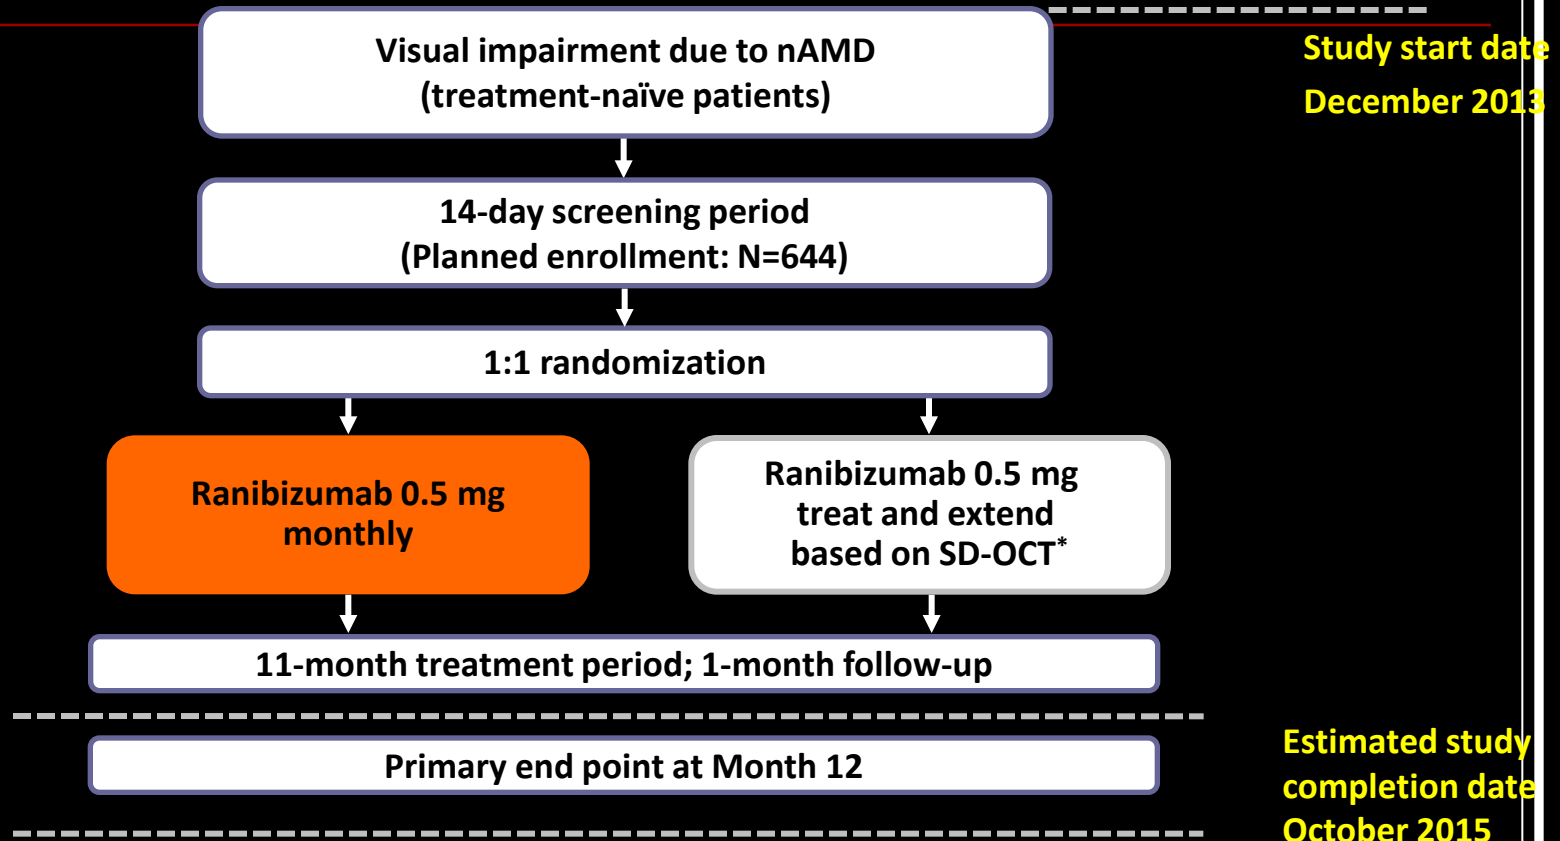 Visual impairment due to nAMD
(treatment-naïve patients)
Study start date
December 2013
14-day screening period
(Planned enrollment: N=644)
1:1 randomization
Ranibizumab 0.5 mg
monthly
Ranibizumab 0.5 mg
treat and extend
based on SD-OCT*
11-month treatment period; 1-month follow-up
Primary end point at Month 12
Estimated study
completion date
October 2015